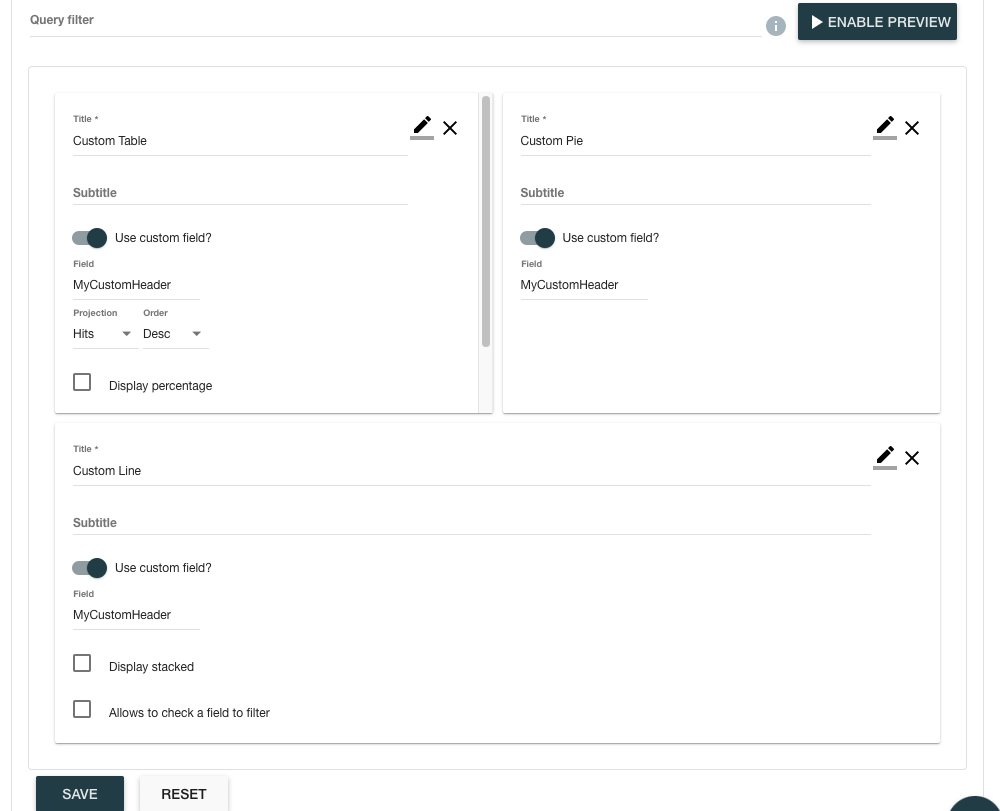 Query filter
i
ENABLE PREVIEW
Title *
Custom Table
Subtitle
Use custom field?
Field
MyCustomHeader
Projection Order
Hits Desc
Display percentage
Title *
Custom Pie
Subtitle
Use custom field?
Field
MyCustomHeader
Title *
Custom Line
Subtitle
Use custom field?
Field
MyCustomHeader
Display stacked
Allows to check a field to filter
SAVE RESET